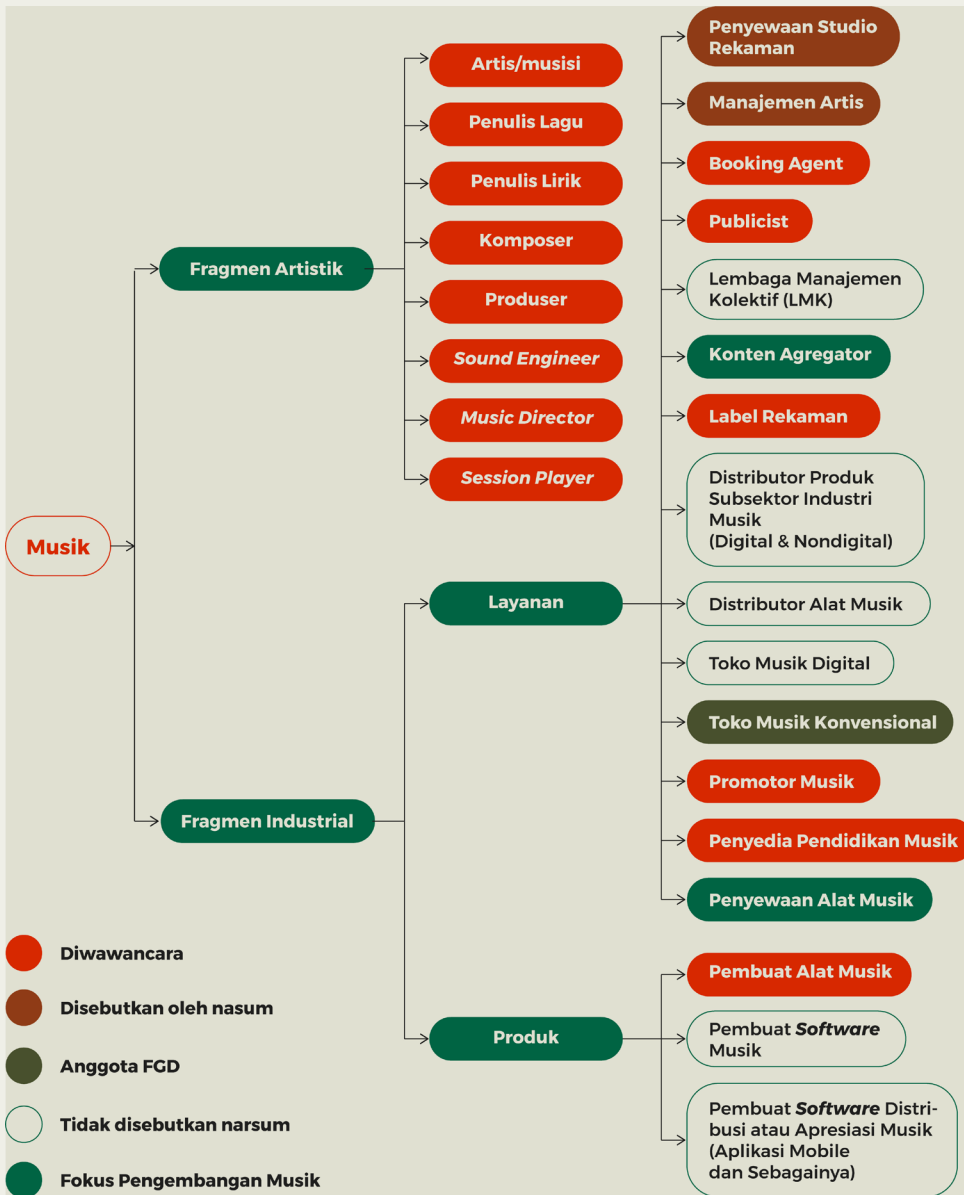 Musik
Fragmen Artistik
Artis/musisi
Penulis Lagu
Penulis Lirik
Komposer
Produser
Sound Engineer
Music Director
Session Player
Fragmen Industrial
Layanan
Penyewaan Studio
Rekaman
Manajemen Artis
Booking Agent
Publicist
Lembaga Manajemen
Kolektif (LMK)
Konten Agregator
Label Rekaman
Distributor Produk
Subsektor Industri
Musik
(Digital & Nondigital)
Distributor Alat Musik
Toko Musik Digital
Toko Musik Konvensional
Promotor Musik
Penyedia Pendidikan Musik
Penyewaan Alat Musik
Produk
Pembuat Alat Musik
Pembuat Software
Musik
Pembuat Software Distri-
busi atau Apresiasi Musik
(Aplikasi Mobile
dan Sebagainya)
Diwawancara
Disebutkan oleh nasum
Anggota FGD
Tidak disebutkan narsum
Fokus Pengembangan Musik